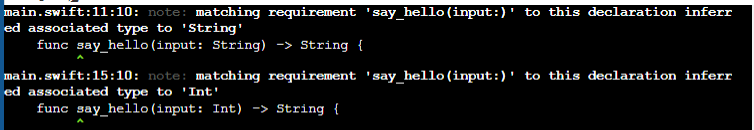 main.swift:11:10: note: matching requirement 'say_hello(input:)' to this declaration inferr
ed associated type to 'String'
    func say_hello(input: String) -> String {
         ^
main.swift:15:10: note: matching requirement 'say_hello(input:)' to this declaration inferr
ed associated type to 'Int'
    func say_hello(input: Int) -> String {
         ^